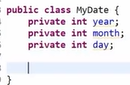 public class MyDate {
private int year;
private int month;
private int day;
}